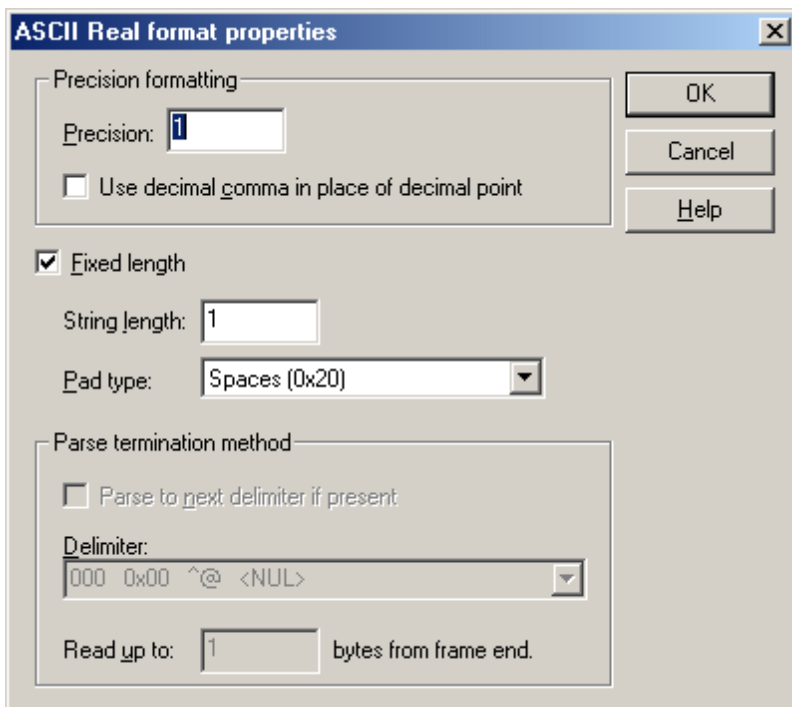 ASCII Real format properties
Precision formatting
Precision: 1
Use decimal comma in place of decimal point
OK
Cancel
Help
Fixed length
String length: 1
Pad type: Spaces (0x20)
Parse termination method
Parse to next delimiter if present
Delimiter:
000 0x00 ^@ <NUL>
Read up to: 1 bytes from frame end.